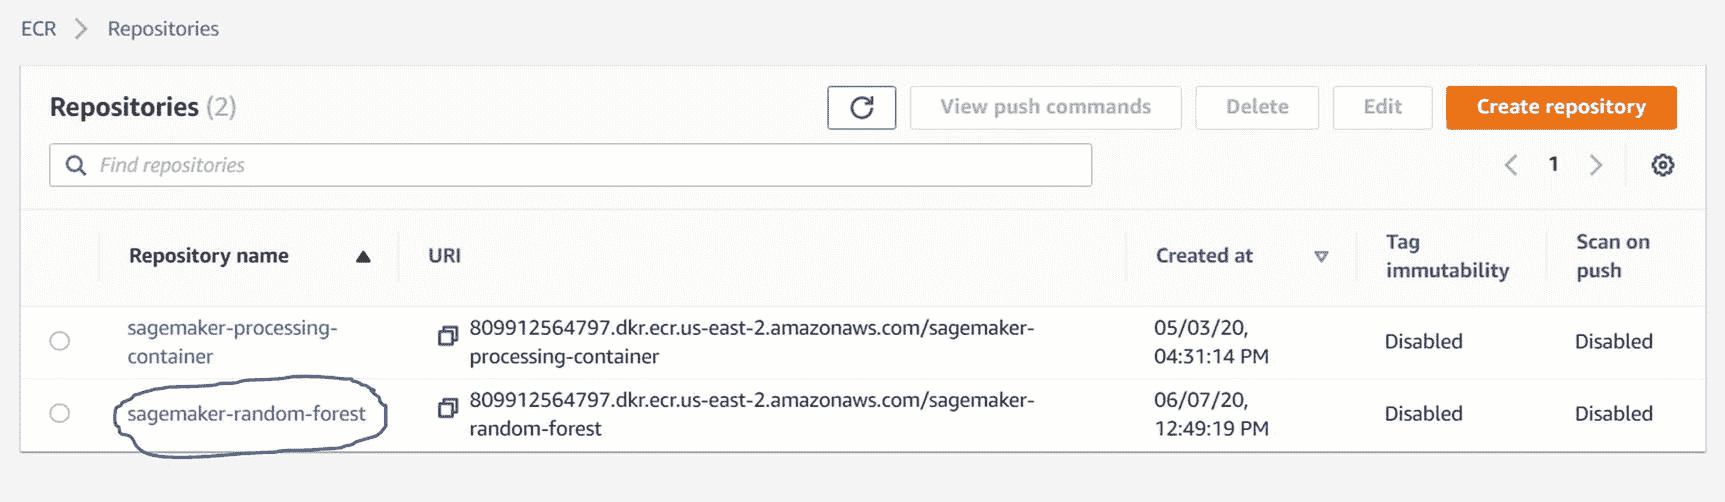 ECR > Repositories
Repositories (2)
View push commands
Delete
Edit
Create repository
Find repositories
1
Repository name
URI
Created at
Tag
immutability
Scan on
push
sagemaker-processing-
container
809912564797.dkr.ecr.us-east-2.amazonaws.com/sagemaker-
processing-container
05/03/20,
04:31:14 PM
Disabled
Disabled
sagemaker-random-forest
809912564797.dkr.ecr.us-east-2.amazonaws.com/sagemaker-
random-forest
06/07/20,
12:49:19 PM
Disabled
Disabled